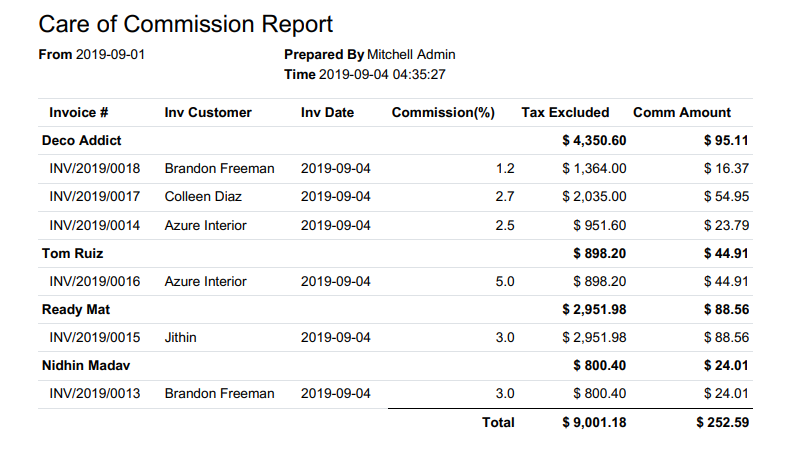 Care of Commission Report
From 2019-09-01 Prepared By Mitchell Admin
Time 2019-09-04 04:35:27
Invoice # Inv Customer Inv Date Commission(%) Tax Excluded Comm Amount
Deco Addict $ 4,350.60 $ 95.11
INV/2019/0018 Brandon Freeman 2019-09-04 1.2 $ 1,364.00 $ 16.37
INV/2019/0017 Colleen Diaz 2019-09-04 2.7 $ 2,035.00 $ 54.95
INV/2019/0014 Azure Interior 2019-09-04 2.5 $ 951.60 $ 23.79
Tom Ruiz $ 898.20 $ 44.91
INV/2019/0016 Azure Interior 2019-09-04 5.0 $ 898.20 $ 44.91
Ready Mat $ 2,951.98 $ 88.56
INV/2019/0015 Jithin 2019-09-04 3.0 $ 2,951.98 $ 88.56
Nidhin Madav $ 800.40 $ 24.01
INV/2019/0013 Brandon Freeman 2019-09-04 3.0 $ 800.40 $ 24.01
Total $ 9,001.18 $ 252.59